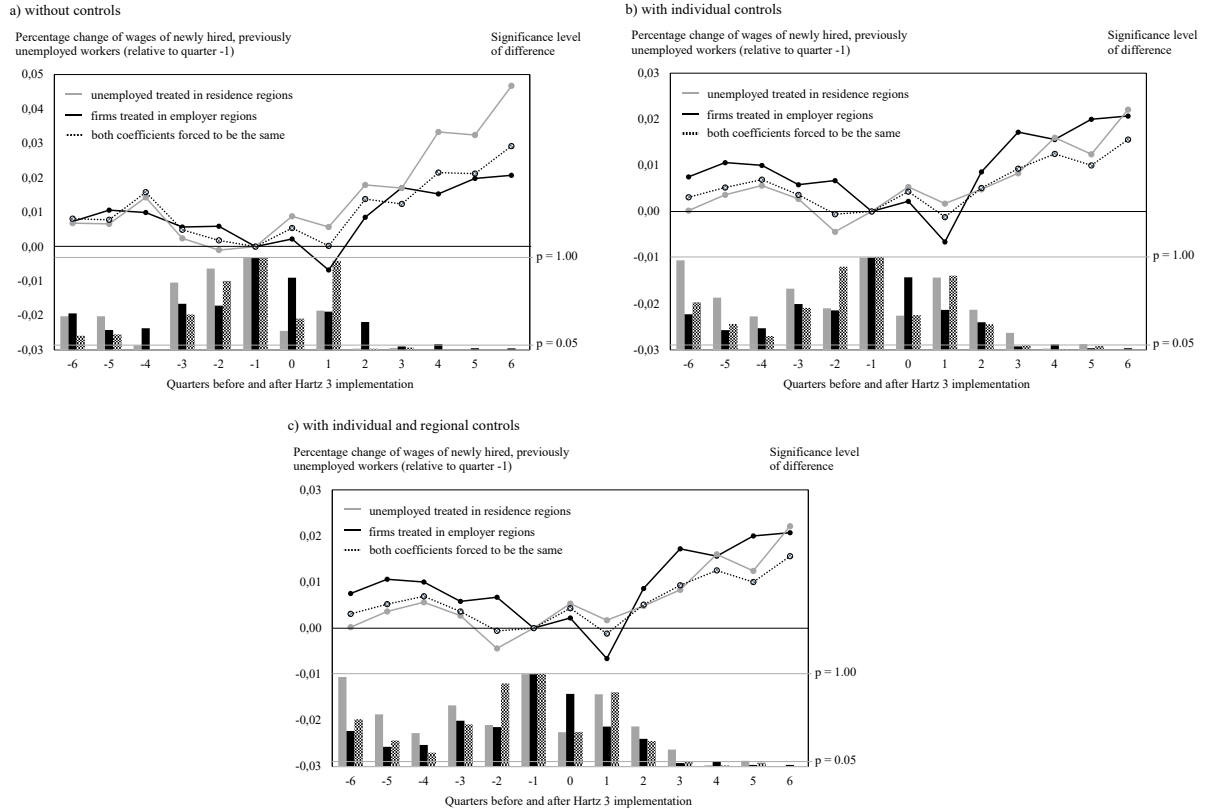 a) without controls
Percentage change of wages of newly hired, previously
unemployed workers (relative to quarter -1)
Significance level
of difference
0,05
0,04
0,03
0,02
0,01
0,00
-0,01
-0,02
-0,03
unemployed treated in residence regions
firms treated in employer regions
both coefficients forced to be the same
p = 1.00
p = 0.05
-6 -5 -4 -3 -2 -1 0 1 2 3 4 5 6
Quarters before and after Hartz 3 implementation
b) with individual controls
Percentage change of wages of newly hired, previously
unemployed workers (relative to quarter -1)
Significance level
of difference
0,03
0,02
0,01
0,00
-0,01
-0,02
-0,03
unemployed treated in residence regions
firms treated in employer regions
both coefficients forced to be the same
p = 1.00
p = 0.05
-6 -5 -4 -3 -2 -1 0 1 2 3 4 5 6
Quarters before and after Hartz 3 implementation
c) with individual and regional controls
Percentage change of wages of newly hired, previously
unemployed workers (relative to quarter -1)
Significance level
of difference
0,03
0,02
0,01
0,00
-0,01
-0,02
-0,03
unemployed treated in residence regions
firms treated in employer regions
both coefficients forced to be the same
p = 1.00
p = 0.05
-6 -5 -4 -3 -2 -1 0 1 2 3 4 5 6
Quarters before and after Hartz 3 implementation